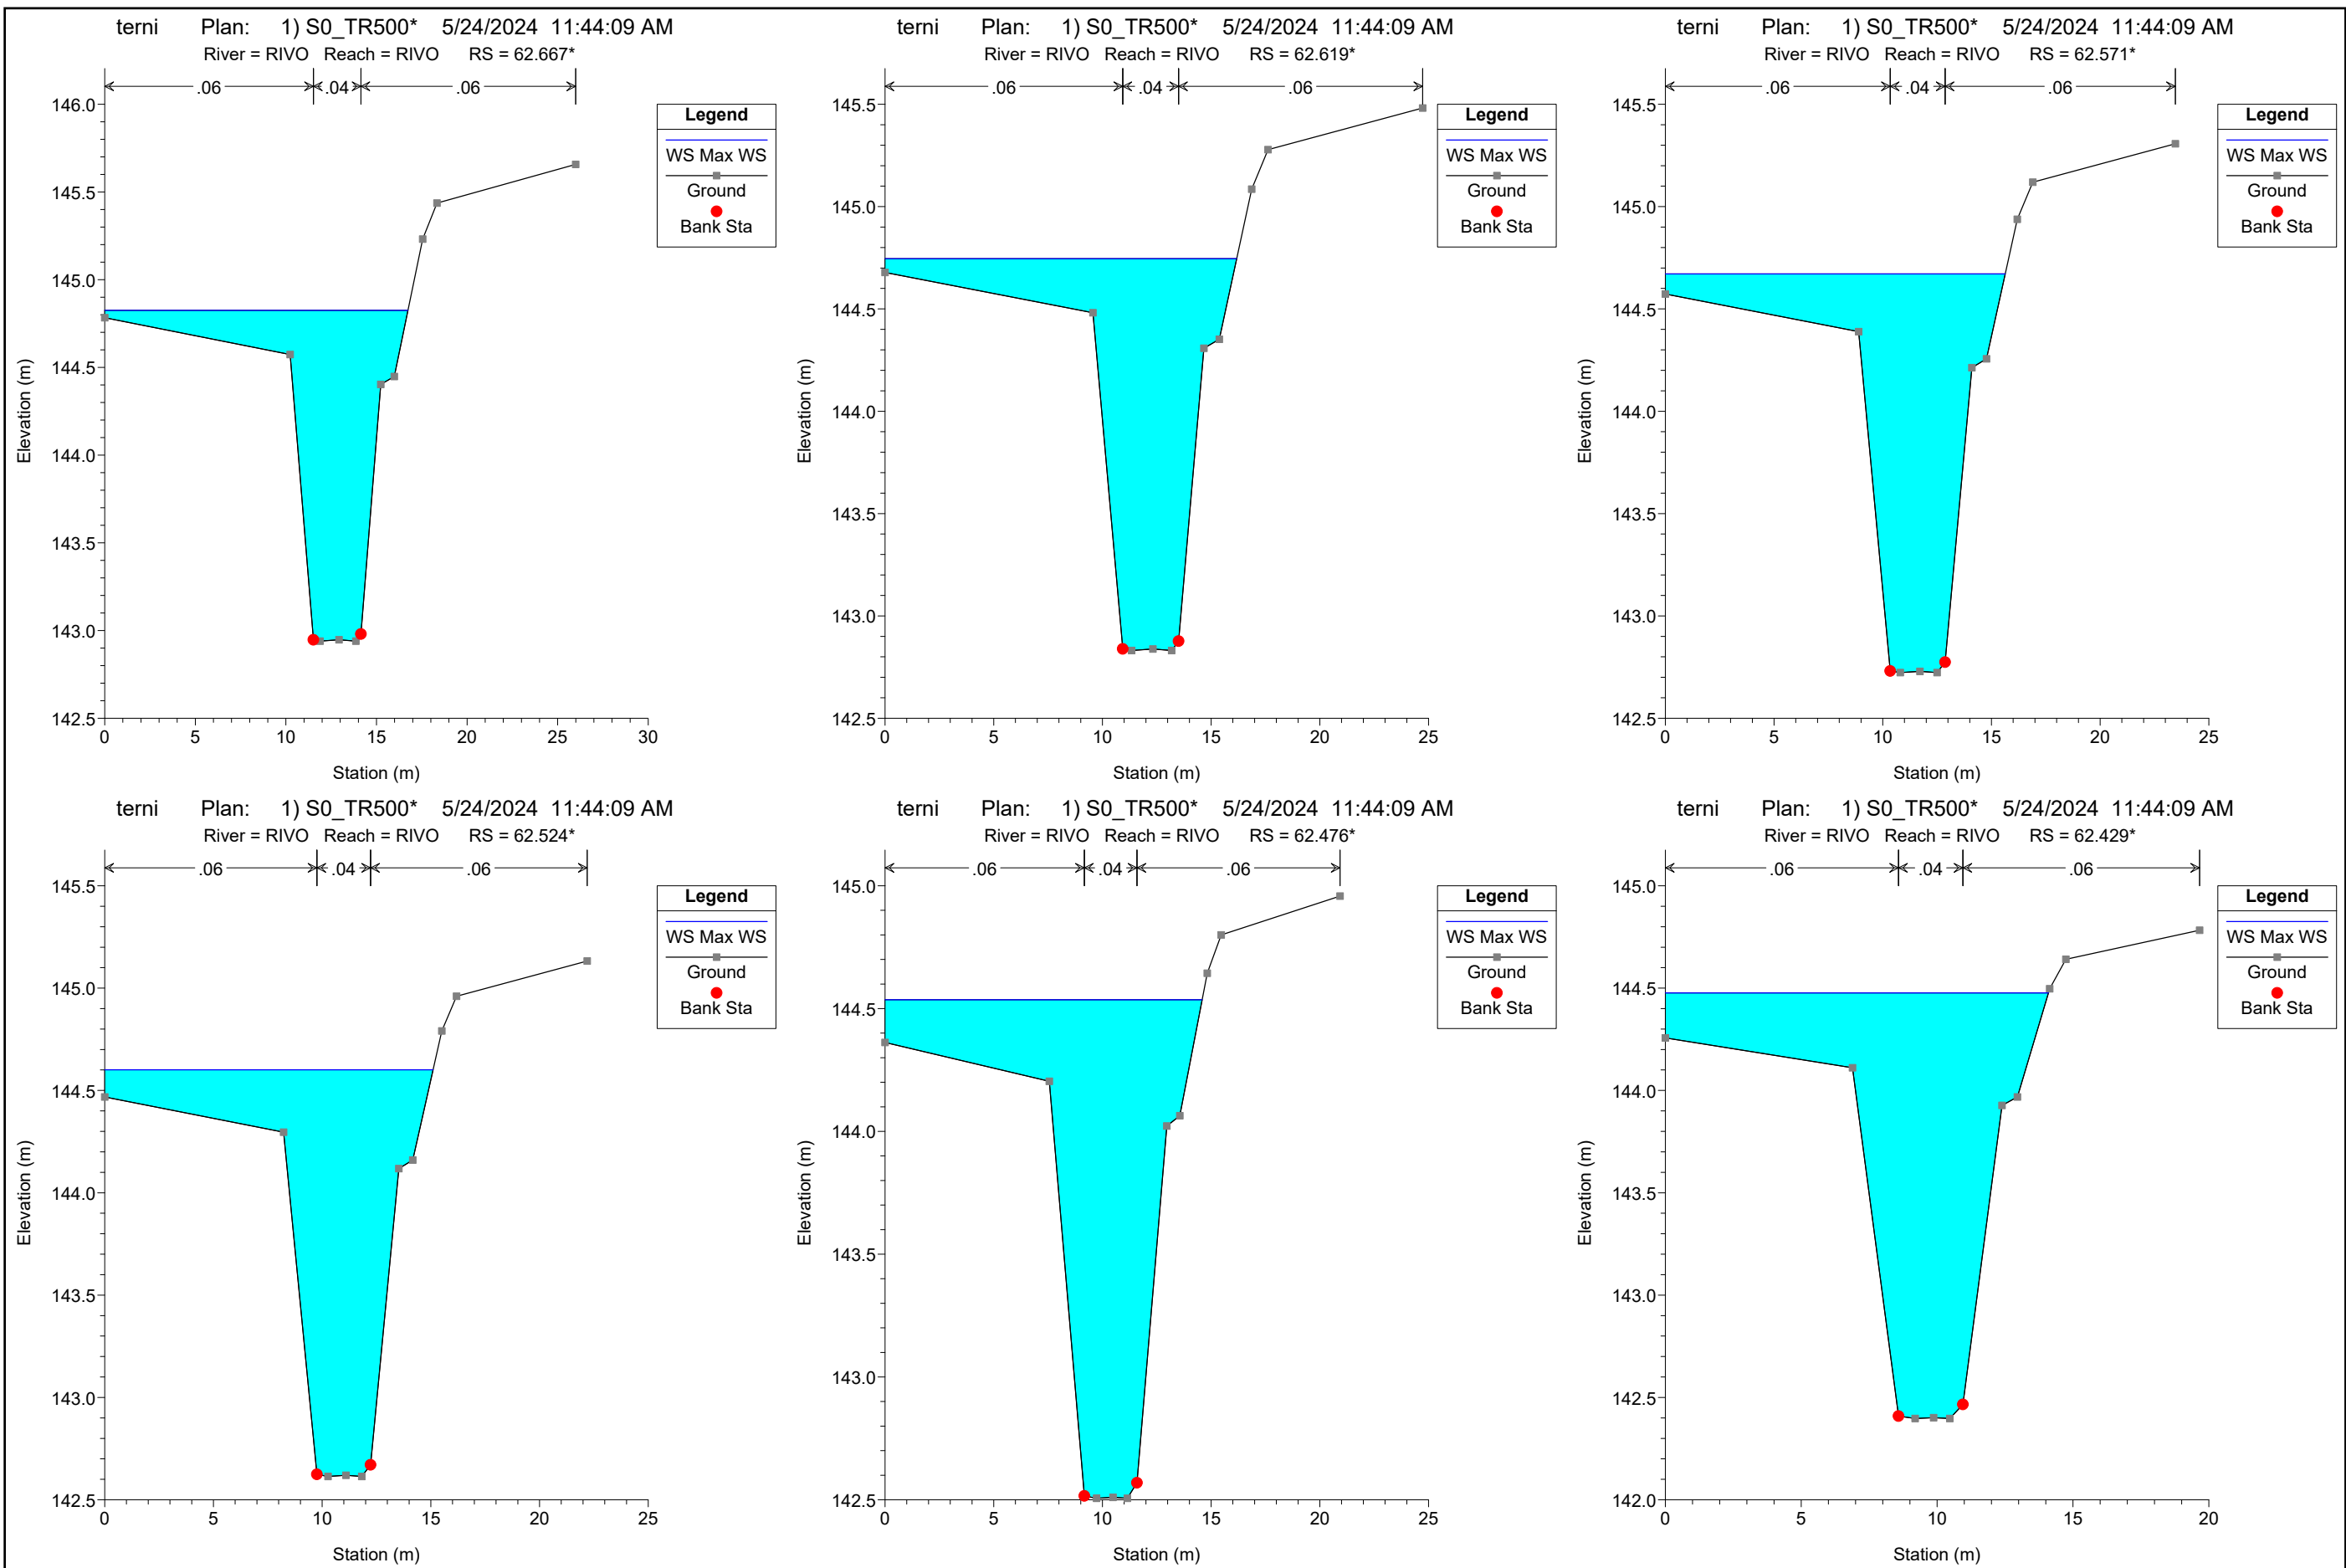 terni Plan: 1) S0_TR500* 5/24/2024 11:44:09 AM
River = RIVO Reach = RIVO RS = 62.667*
.06 .04 .06
146.0
145.5
145.0
144.5
144.0
143.5
143.0
142.5
Elevation (m)
0 5 10 15 20 25 30
Station (m)
Legend
WS Max WS
Ground
Bank Sta
terni Plan: 1) S0_TR500* 5/24/2024 11:44:09 AM
River = RIVO Reach = RIVO RS = 62.619*
.06 .04 .06
145.5
145.0
144.5
144.0
143.5
143.0
142.5
Elevation (m)
0 5 10 15 20 25
Station (m)
Legend
WS Max WS
Ground
Bank Sta
terni Plan: 1) S0_TR500* 5/24/2024 11:44:09 AM
River = RIVO Reach = RIVO RS = 62.571*
.06 .04 .06
145.5
145.0
144.5
144.0
143.5
143.0
142.5
Elevation (m)
0 5 10 15 20 25
Station (m)
Legend
WS Max WS
Ground
Bank Sta
terni Plan: 1) S0_TR500* 5/24/2024 11:44:09 AM
River = RIVO Reach = RIVO RS = 62.524*
.06 .04 .06
145.5
145.0
144.5
144.0
143.5
143.0
142.5
Elevation (m)
0 5 10 15 20 25
Station (m)
Legend
WS Max WS
Ground
Bank Sta
terni Plan: 1) S0_TR500* 5/24/2024 11:44:09 AM
River = RIVO Reach = RIVO RS = 62.476*
.06 .04 .06
145.0
144.5
144.0
143.5
143.0
142.5
Elevation (m)
0 5 10 15 20 25
Station (m)
Legend
WS Max WS
Ground
Bank Sta
terni Plan: 1) S0_TR500* 5/24/2024 11:44:09 AM
River = RIVO Reach = RIVO RS = 62.429*
.06 .04 .06
145.0
144.5
144.0
143.5
143.0
142.5
142.0
Elevation (m)
0 5 10 15 20
Station (m)
Legend
WS Max WS
Ground
Bank Sta